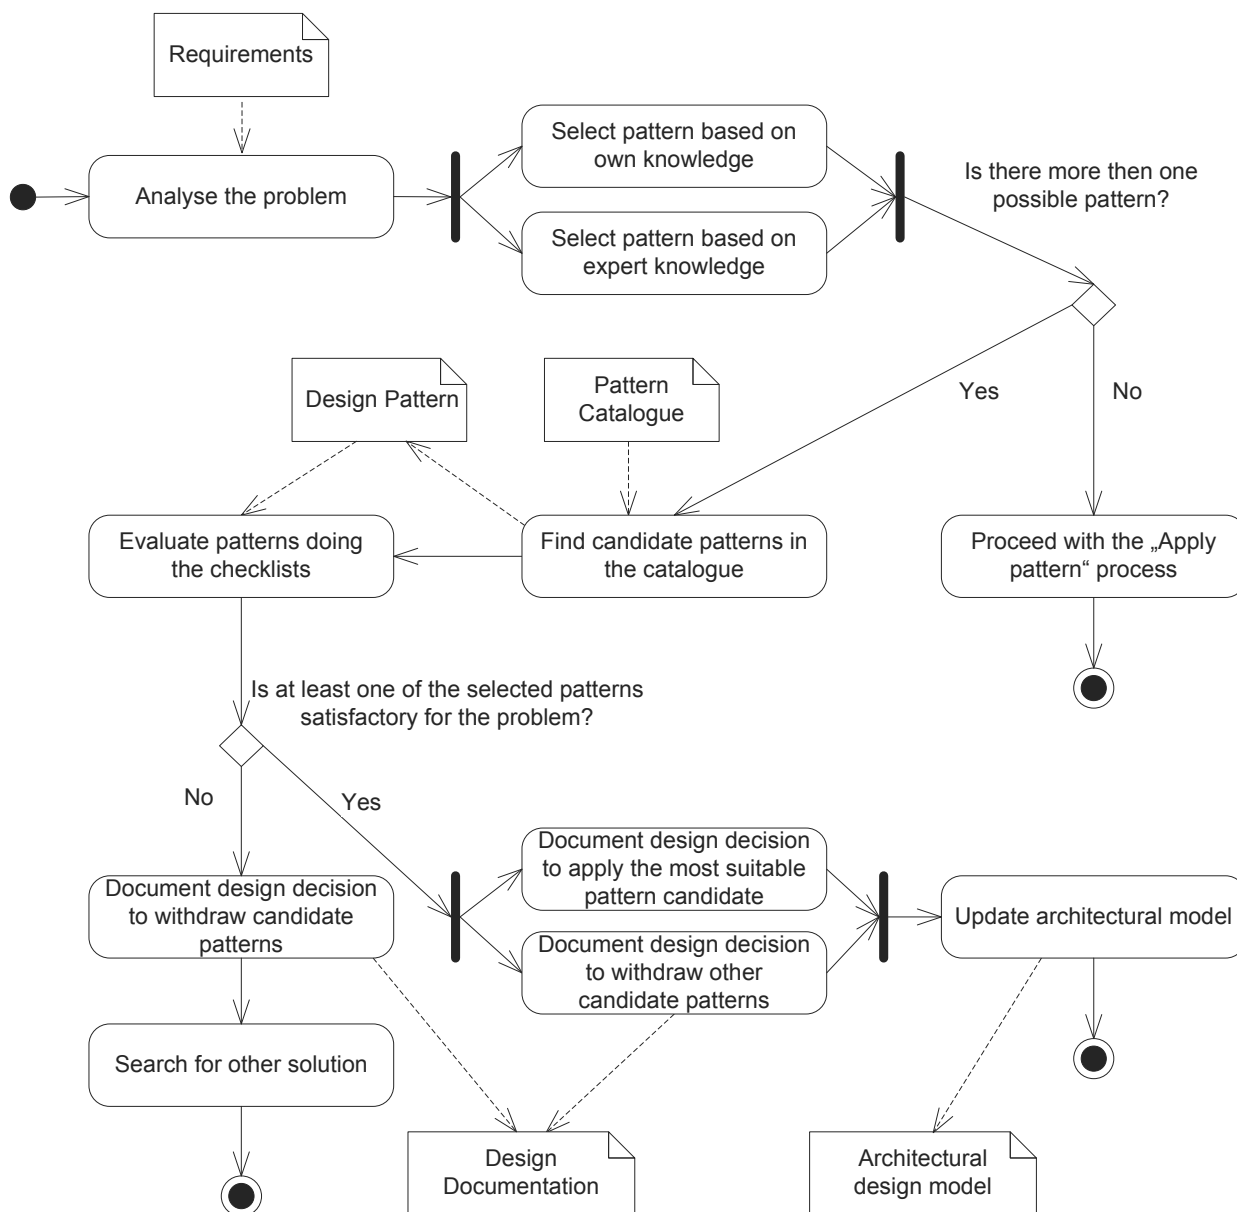 Requirements
Select pattern based on
own knowledge
Analyse the problem
Is there more then one
possible pattern?
Select pattern based on
expert knowledge
Design Pattern
Pattern
Catalogue
Yes
No
Evaluate patterns doing
the checklists
Find candidate patterns in
the catalogue
Proceed with the „Apply
pattern“ process
Is at least one of the selected patterns
satisfactory for the problem?
No
Yes
Document design decision
to apply the most suitable
pattern candidate
Document design decision
to withdraw candidate
patterns
Update architectural model
Document design decision
to withdraw other
candidate patterns
Search for other solution
Design
Documentation
Architectural
design model